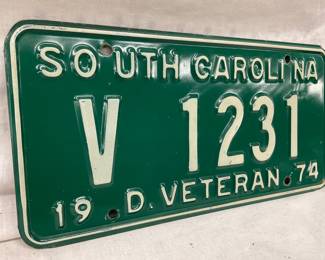 SOUTH CAROLINA
V 1231
19 D. VETERAN 74